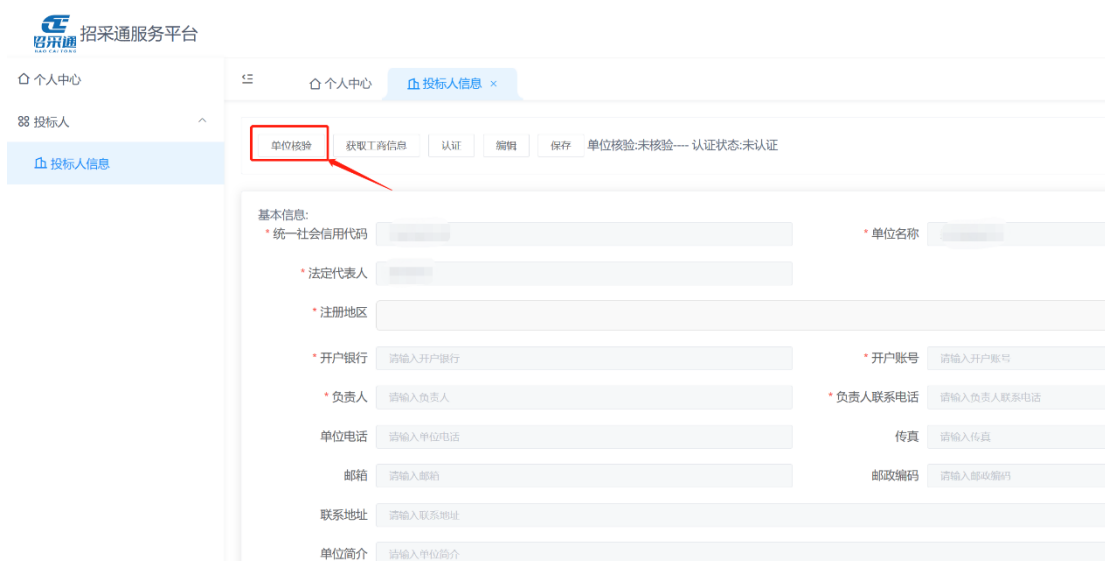 招采通
ZHAO CAI TONG
招采通服务平台
个人中心
投标人
投标人信息
个人中心
投标人信息 ×
单位核验 获取工商信息 认证 编辑 保存 单位核验:未核验---- 认证状态:未认证
基本信息:
* 统一社会信用代码 * 单位名称
* 法定代表人
* 注册地区
* 开户银行 请输入开户银行 * 开户账号 请输入开户账号
* 负责人 请输入负责人 * 负责人联系电话 请输入负责人联系电话
单位电话 请输入单位电话 传真 请输入传真
邮箱 请输入邮箱 邮政编码 请输入邮政编码
联系地址 请输入联系地址
单位简介 请输入单位简介